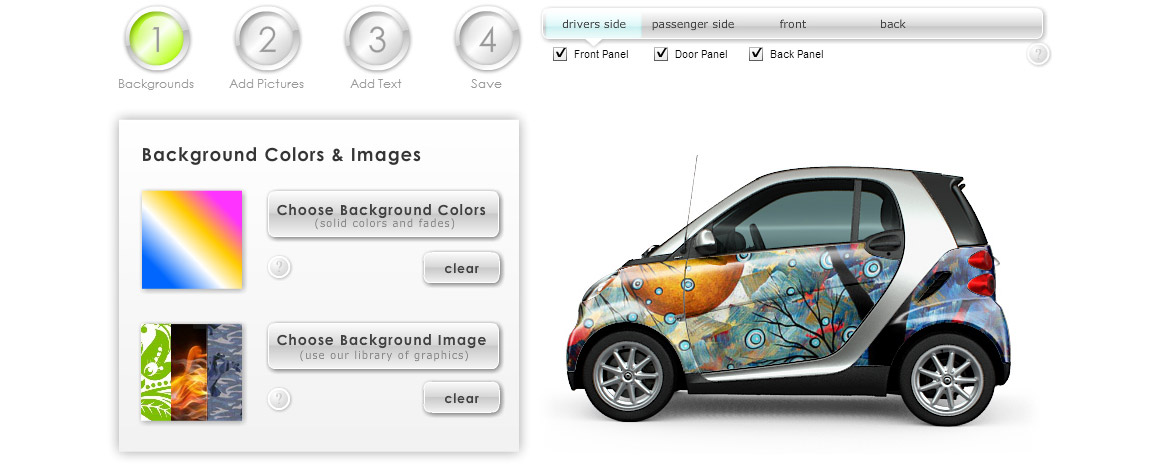 1
2
3
4
Backgrounds
Add Pictures
Add Text
Save
drivers side
passenger side
front
back
Front Panel
Door Panel
Back Panel
?
Background Colors & Images
Choose Background Colors
(solid colors and fades)
?
clear
Choose Background Image
(use our library of graphics)
?
clear